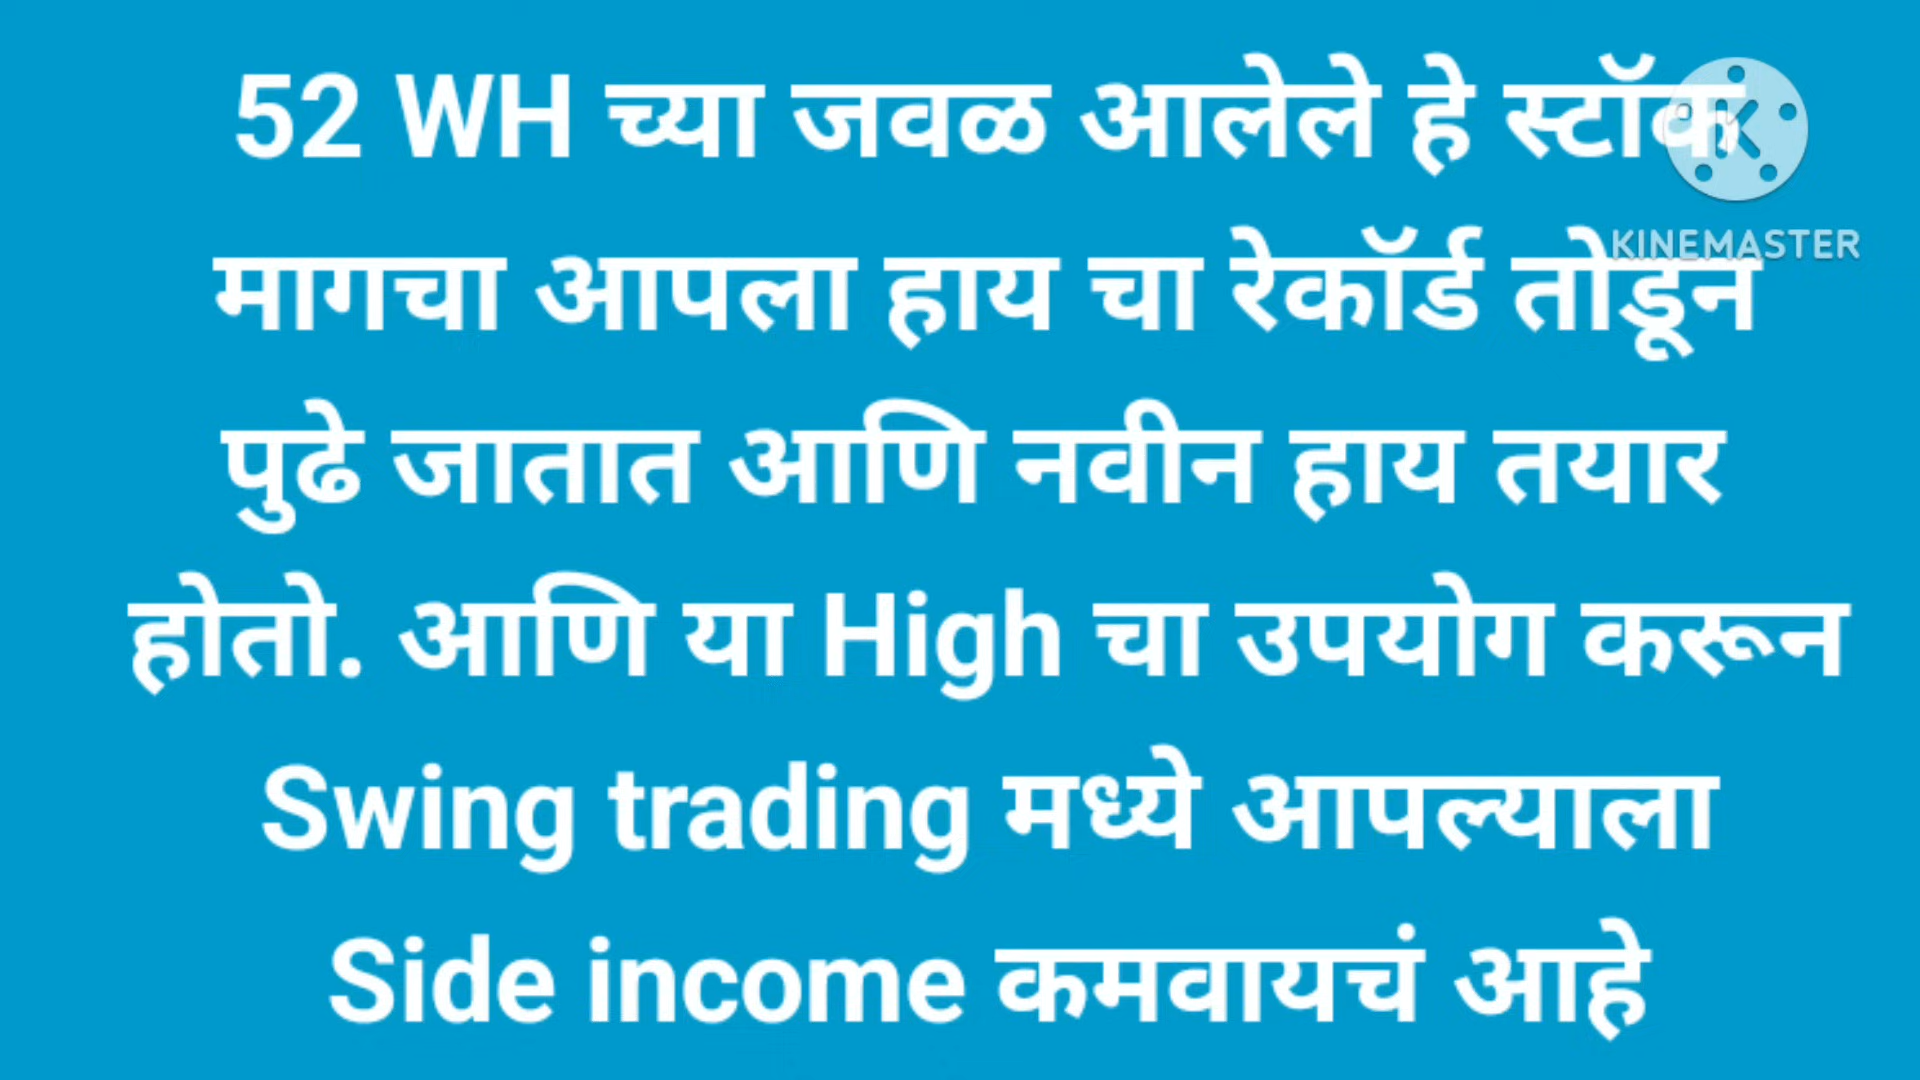 52 WH च्या जवळ आलेले हे स्टॉक
मागचा आपला हाय चा रेकॉर्ड तोडून
पुढे जातात आणि नवीन हाय तयार
होतो. आणि या High चा उपयोग करून
Swing trading मध्ये आपल्याला
Side income कमवायचं आहे
KINEMASTER